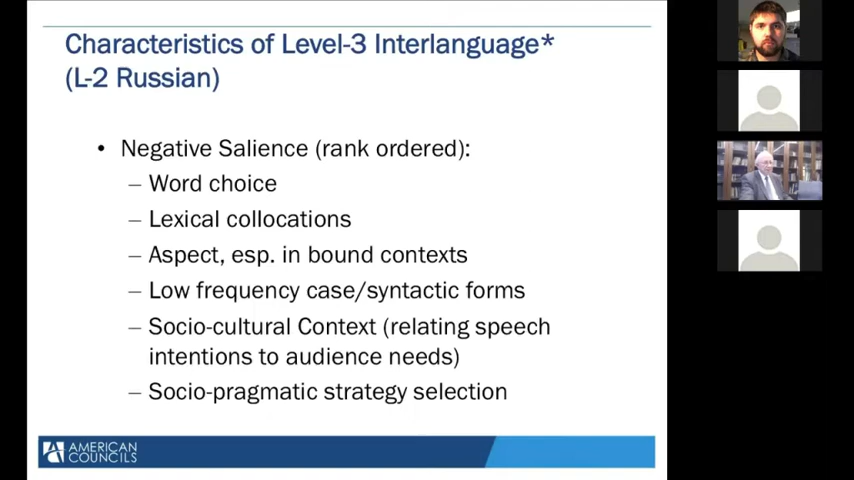 Characteristics of Level-3 Interlanguage*
(L-2 Russian)
• Negative Salience (rank ordered):
– Word choice
– Lexical collocations
– Aspect, esp. in bound contexts
– Low frequency case/syntactic forms
– Socio-cultural Context (relating speech
intentions to audience needs)
– Socio-pragmatic strategy selection
AMERICAN
COUNCILS